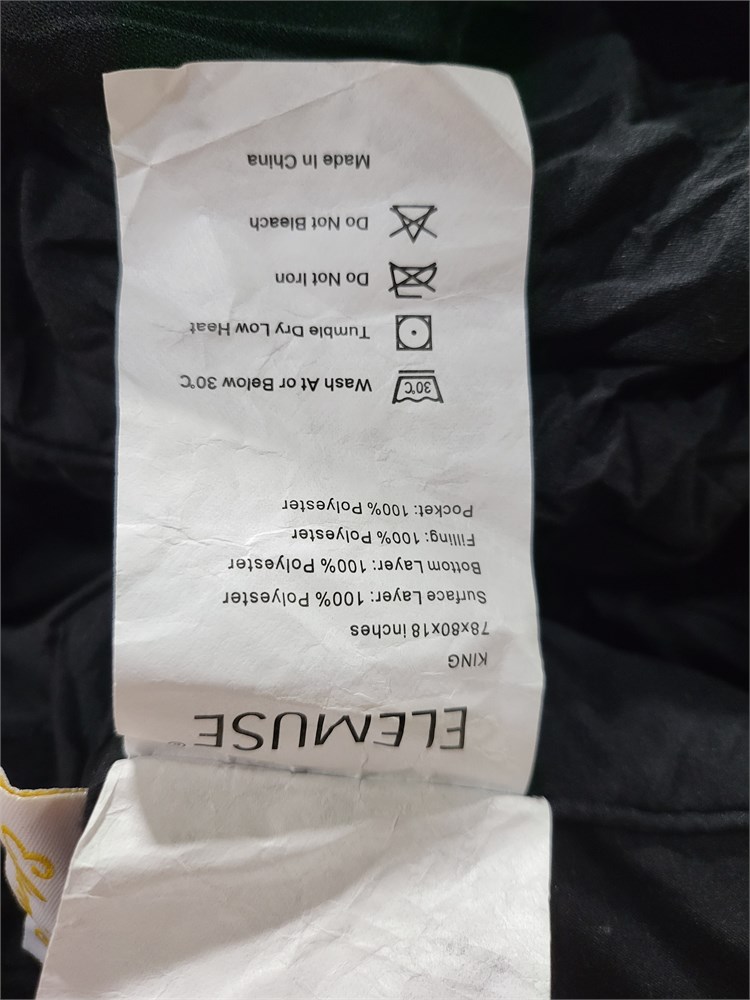 ELEMUSE®
KING
78x80x18 inches
Surface Layer: 100% Polyester
Bottom Layer: 100% Polyester
Filling: 100% Polyester
Pocket: 100% Polyester
30℃ Wash At or Below 30℃
Tumble Dry Low Heat
Do Not Iron
Do Not Bleach
Made In China